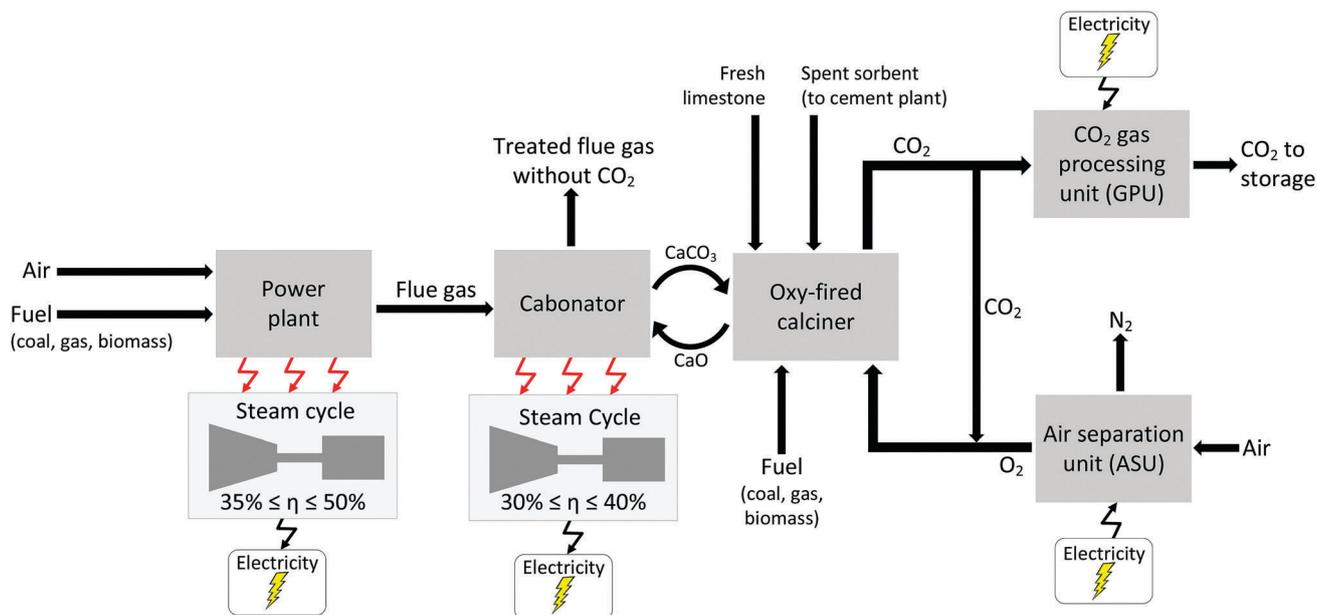 Electricity
Fresh
limestone
Spent sorbent
(to cement plant)
Treated flue gas
without CO₂
CO₂
CO₂ gas
processing
unit (GPU)
CO₂ to
storage
Air
Fuel
(coal, gas, biomass)
Power
plant
Flue gas
Cabonator
CaCO₃
CaO
Oxy-fired
calciner
CO₂
N₂
Steam cycle
35% ≤ η ≤ 50%
Electricity
Steam Cycle
30% ≤ η ≤ 40%
Electricity
Fuel
(coal, gas,
biomass)
O₂
Air separation
unit (ASU)
Air
Electricity